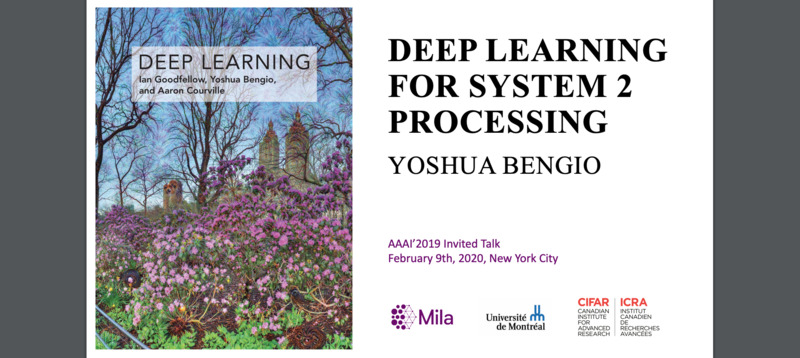 DEEP LEARNING
Ian Goodfellow, Yoshua Bengio,
and Aaron Courville
DEEP LEARNING
FOR SYSTEM 2
PROCESSING
YOSHUA BENGIO
AAAI’2019 Invited Talk
February 9th, 2020, New York City
Mila
Université
de Montréal
CIFAR
CANADIAN
INSTITUTE
FOR
ADVANCED
RESEARCH
ICRA
INSTITUT
CANADIEN
DE
RECHERCHES
AVANCÉES